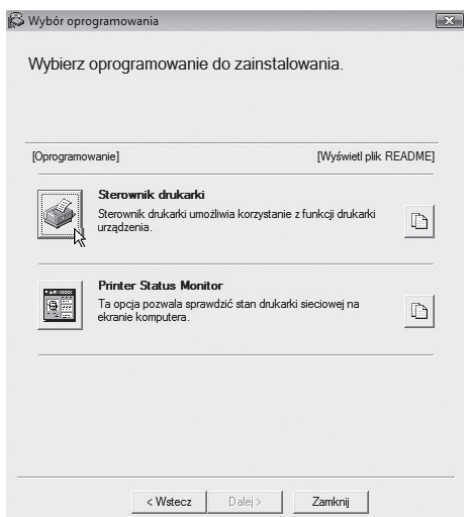 Wybór oprogramowania
Wybierz oprogramowanie do zainstalowania.
[Oprogramowanie] [Wyświetl plik README]
Sterownik drukarki
Sterownik drukarki umożliwia korzystanie z funkcji drukarki
urządzenia.
Printer Status Monitor
Ta opcja pozwala sprawdzić stan drukarki sieciowej na
ekranie komputera.
< Wstecz Dalej > Zamknij